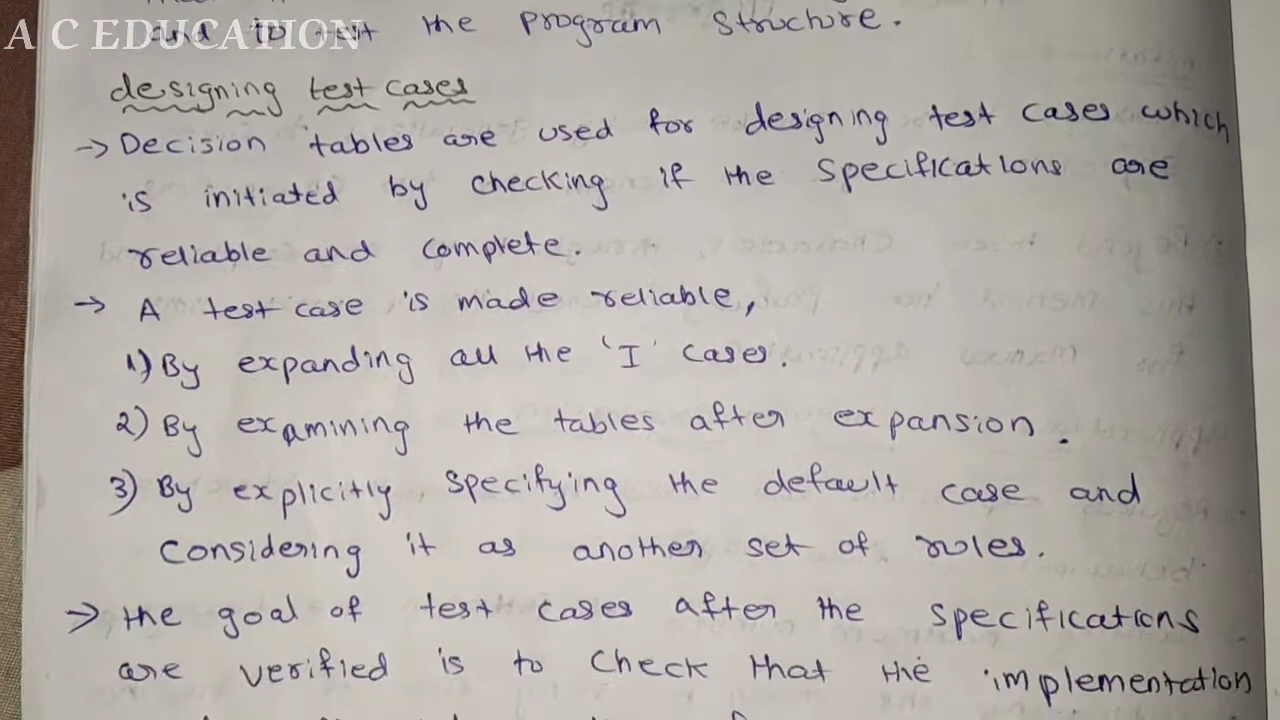 A C EDUCATION
and to test the program structure.
designing test cases
→ Decision tables are used for designing test cases which
is initiated by checking if the specifications are
reliable and complete.
→ A test case is made reliable,
1) By expanding all the 'I' cases.
2) By examining the tables after expansion.
3) By explicitly specifying the default case and
considering it as another set of rules.
→ the goal of test cases after the specifications
are verified is to check that the implementation